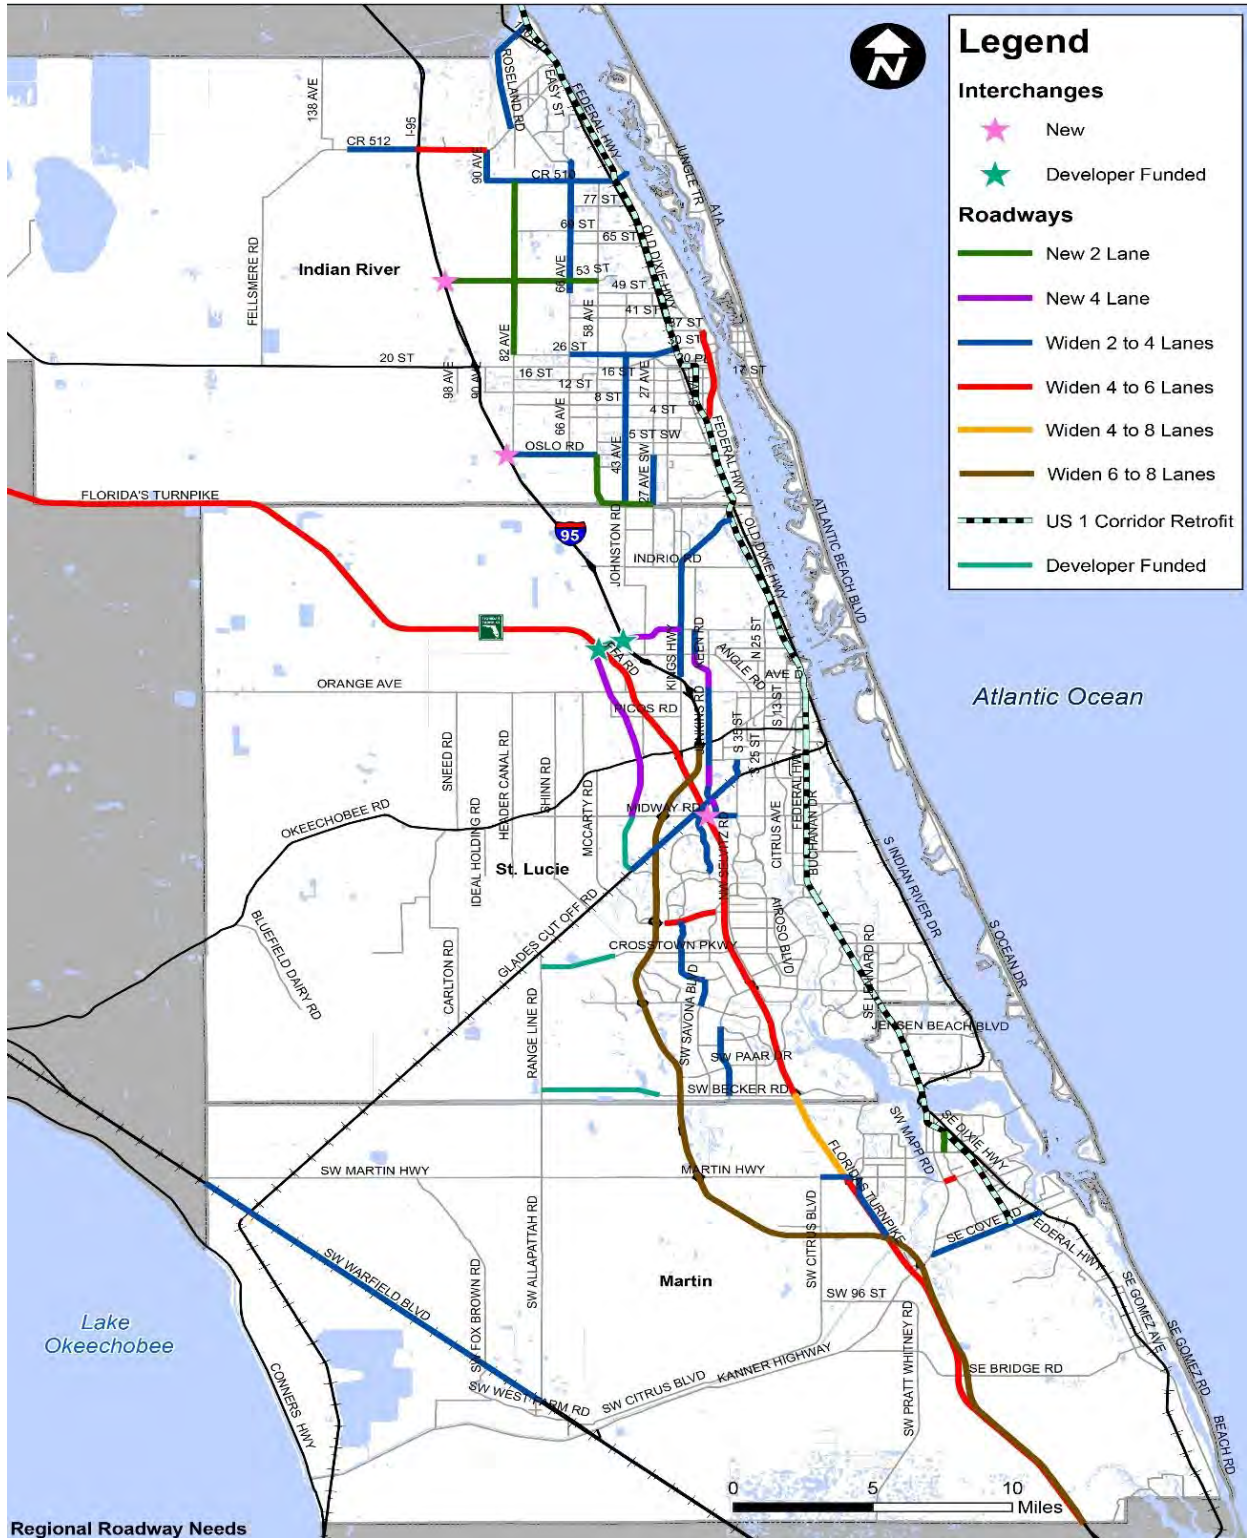 Legend
Interchanges
New
Developer Funded
Roadways
New 2 Lane
New 4 Lane
Widen 2 to 4 Lanes
Widen 4 to 6 Lanes
Widen 4 to 8 Lanes
Widen 6 to 8 Lanes
US 1 Corridor Retrofit
Developer Funded
N
138 AVE
I-95
ROSELAND RD
EASY ST
FEDERAL HWY
CR 512
90 AVE
CR 510
JUNGLE TR
A1A
77 ST
69 ST
65 ST
OLD DIXIE HWY
FELLSMERE RD
Indian River
66 AVE
53 ST
49 ST
41 ST
58 AVE
82 AVE
26 ST
20 ST
98 AVE
90 AVE
16 ST
16 ST
17 ST
12 ST
8 ST
27 AVE
4 ST
66 AVE
5 ST SW
OSLO RD
43 AVE
27 AVE SW
FEDERAL HWY
FLORIDA'S TURNPIKE
95
JOHNSTON RD
INDRIO RD
OLD DIXIE HWY
ATLANTIC BEACH BLVD
KINGS HWY
N 25 ST
ANGLE RD
AVE D
ORANGE AVE
PICOS RD
JENKINS RD
S 13 ST
S 35 ST
S 25 ST
Atlantic Ocean
SNEED RD
HEADER CANAL RD
SHINN RD
MCCARTY RD
OKEECHOBEE RD
IDEAL HOLDING RD
MIDWAY RD
NW SELVITZ RD
CITRUS AVE
FEDERAL HWY
BUCHANAN DR
St. Lucie
S INDIAN RIVER DR
S OCEAN DR
BLUEFIELD DAIRY RD
CARLTON RD
GLADES CUT OFF RD
CROSSTOWN PKWY
AIROSO BLVD
SE LENNARD RD
RANGE LINE RD
SW SAVONA BLVD
JENSEN BEACH BLVD
SW PAAR DR
SW BECKER RD
SW MAPP RD
SE DIXIE HWY
SW MARTIN HWY
MARTIN HWY
FLORIDAS TURNPIKE
SW ALLAPATTAH RD
SW CITRUS BLVD
SE COVE RD
FEDERAL HWY
SW WARFIELD BLVD
SW FOX BROWN RD
Martin
SW 96 ST
SE GOMEZ AVE
SE GOMEZ RD
Lake
Okeechobee
CONNERS HWY
SW WEST FARM RD
SW CITRUS BLVD
KANNER HIGHWAY
SW PRATT WHITNEY RD
SE BRIDGE RD
BEACH RD
0 5 10
Miles
Regional Roadway Needs